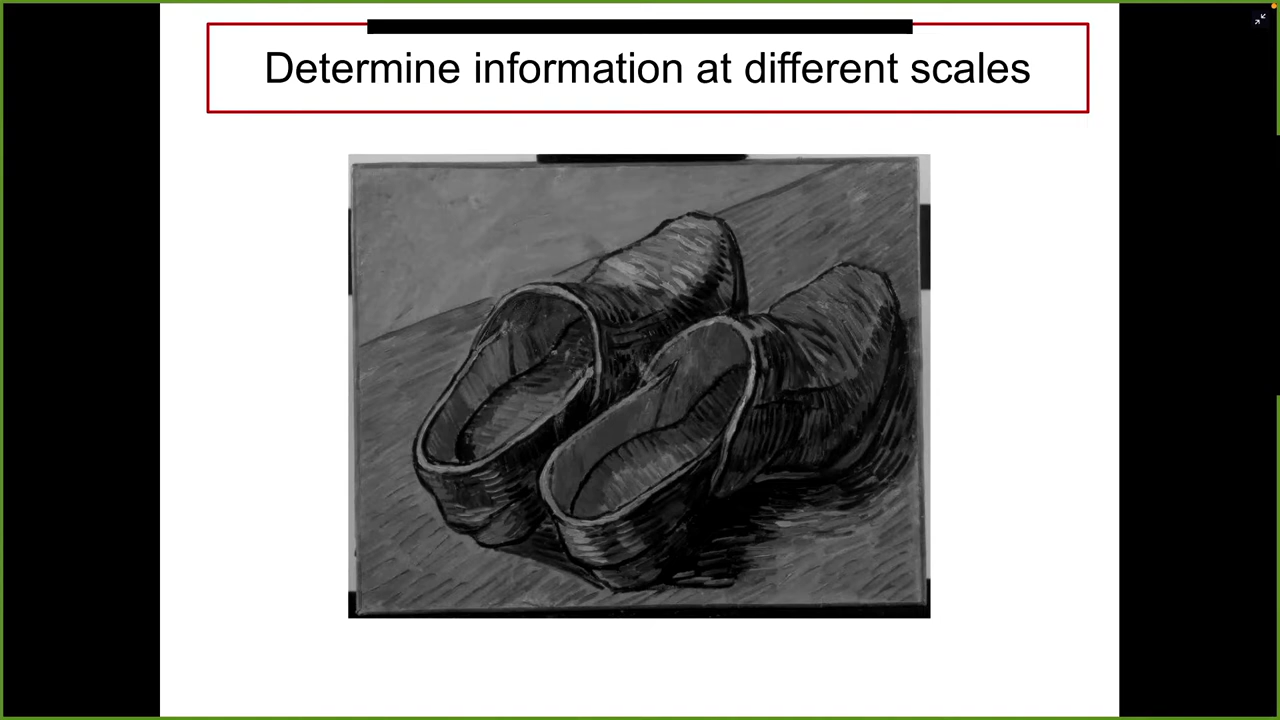 Determine information at different scales